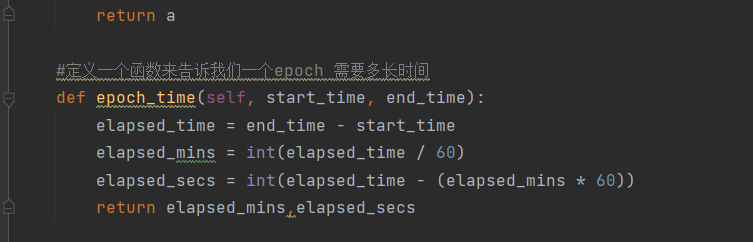 return a
#定义一个函数来告诉我们一个epoch 需要多长时间
def epoch_time(self, start_time, end_time):
elapsed_time = end_time - start_time
elapsed_mins = int(elapsed_time / 60)
elapsed_secs = int(elapsed_time - (elapsed_mins * 60))
return elapsed_mins,elapsed_secs